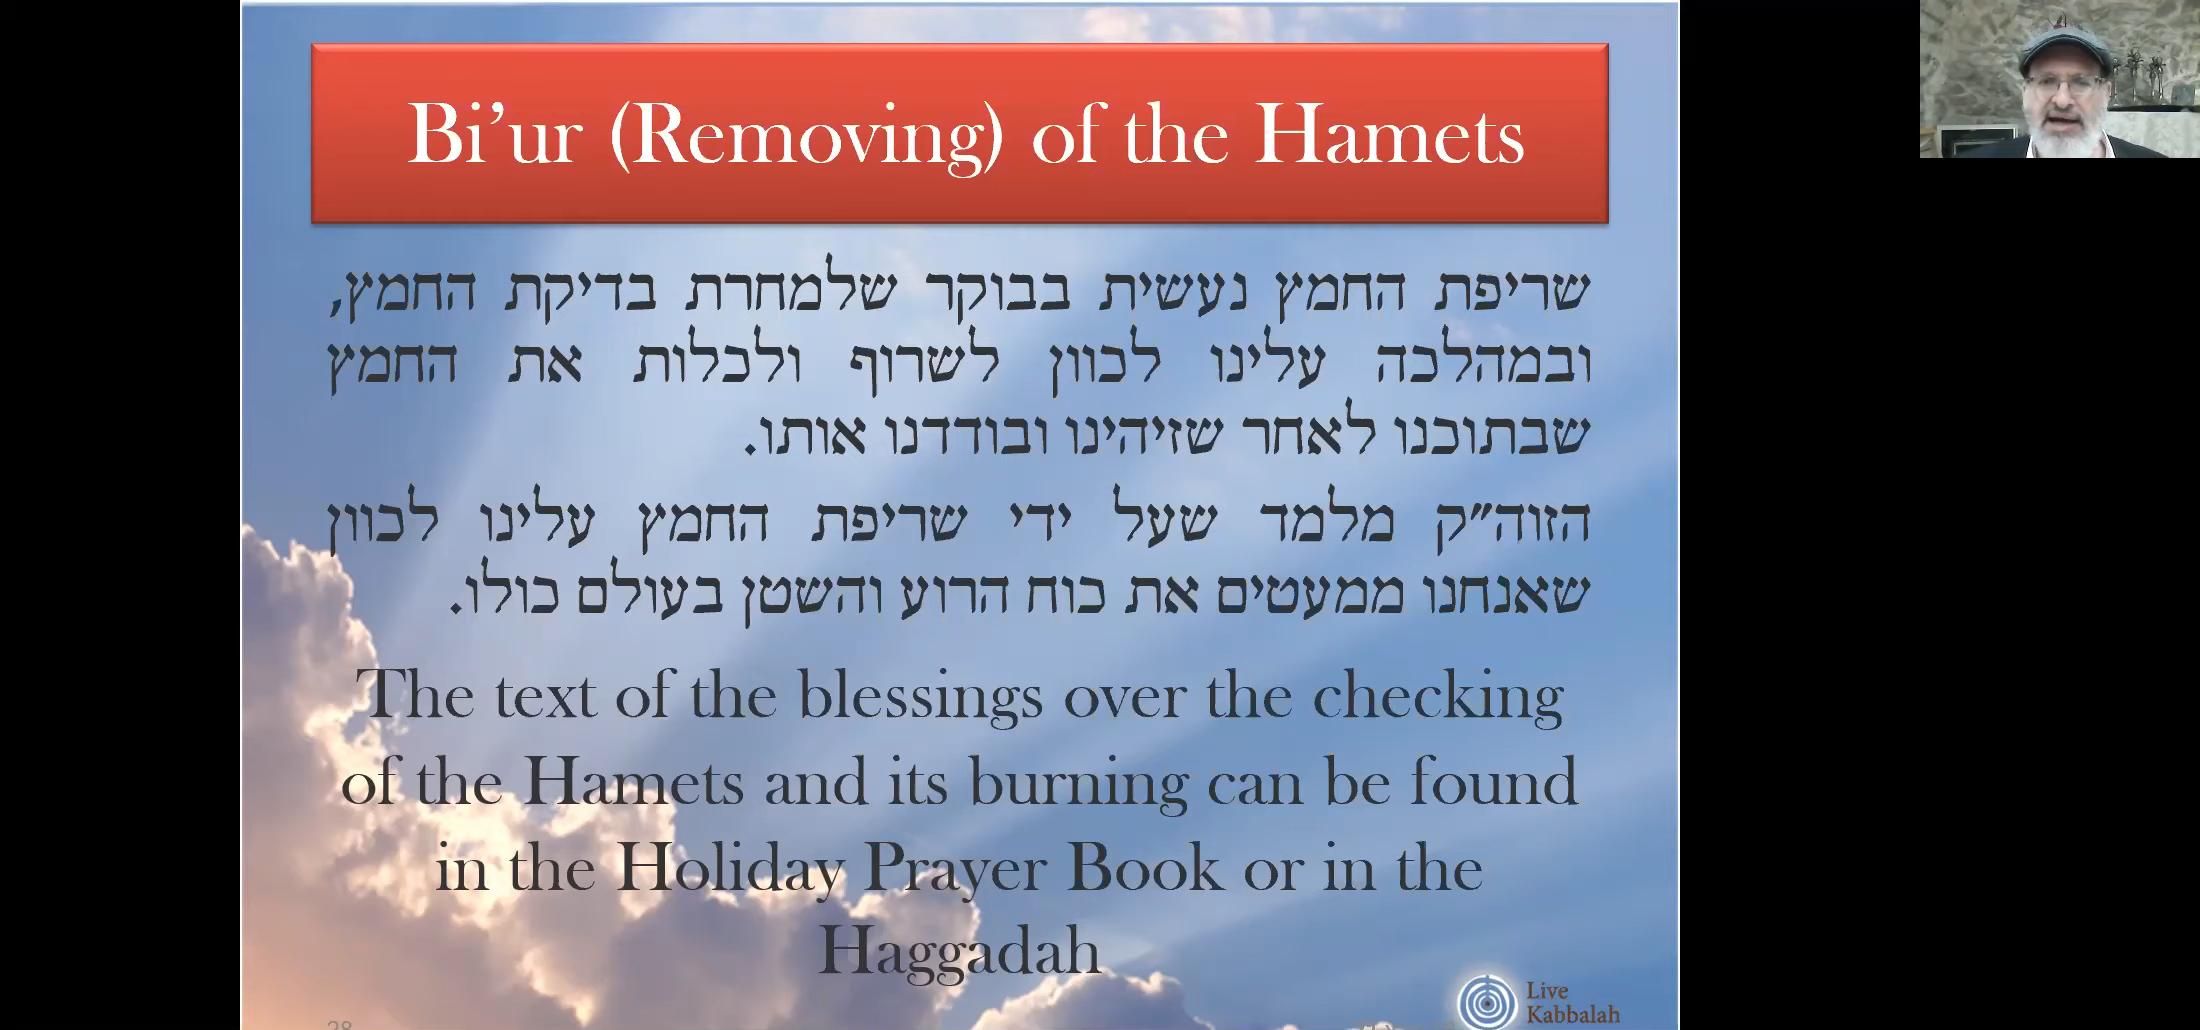 Bi’ur (Removing) of the Hamets
שריפת החמץ נעשית בבוקר שלמחרת בדיקת החמץ,
ובמהלכה עלינו לכוון לשרוף ולכלות את החמץ
שבתוכנו לאחר שזיהינו ובודדנו אותו.
הזוה״ק מלמד שעל ידי שריפת החמץ עלינו לכוון
שאנחנו ממעטים את כוח הרוע והשטן בעולם כולו.
The text of the blessings over the checking
of the Hamets and its burning can be found
in the Holiday Prayer Book or in the
Haggadah
Live
Kabbalah